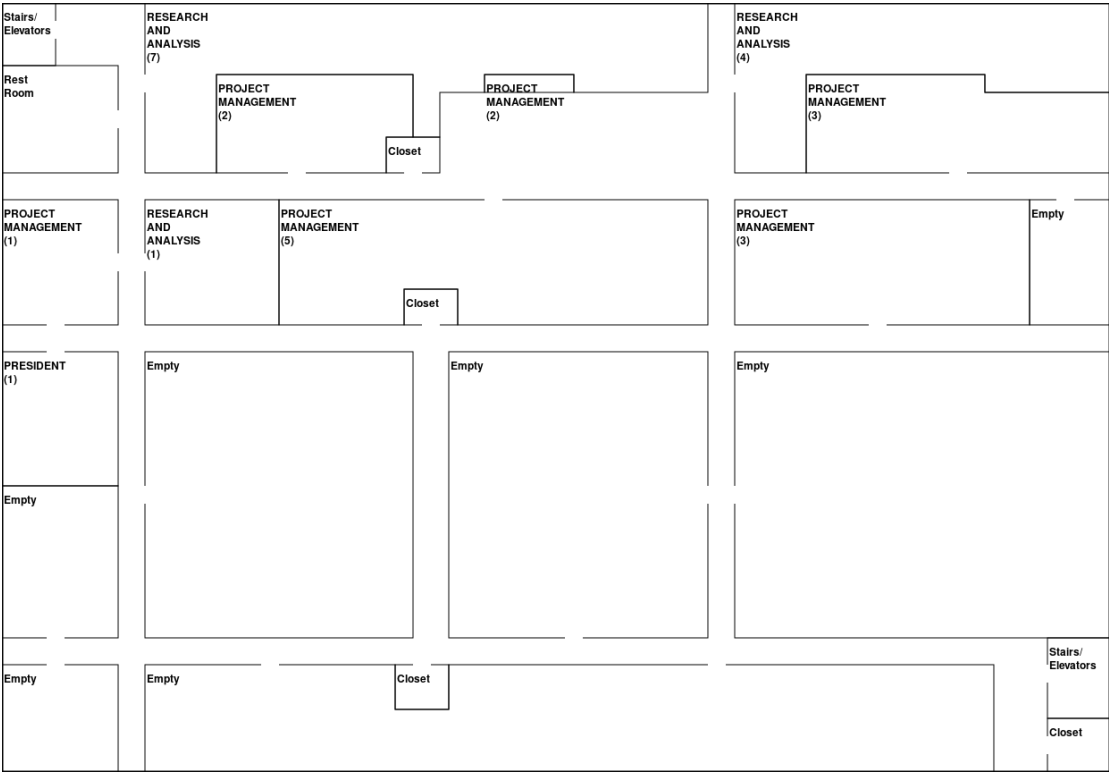 Stairs/
Elevators
RESEARCH
AND
ANALYSIS
(7)
RESEARCH
AND
ANALYSIS
(4)
Rest
Room
PROJECT
MANAGEMENT
(2)
PROJECT
MANAGEMENT
(2)
PROJECT
MANAGEMENT
(3)
Closet
PROJECT
MANAGEMENT
(1)
RESEARCH
AND
ANALYSIS
(1)
PROJECT
MANAGEMENT
(5)
PROJECT
MANAGEMENT
(3)
Empty
Closet
PRESIDENT
(1)
Empty
Empty
Empty
Empty
Stairs/
Elevators
Empty
Empty
Closet
Closet